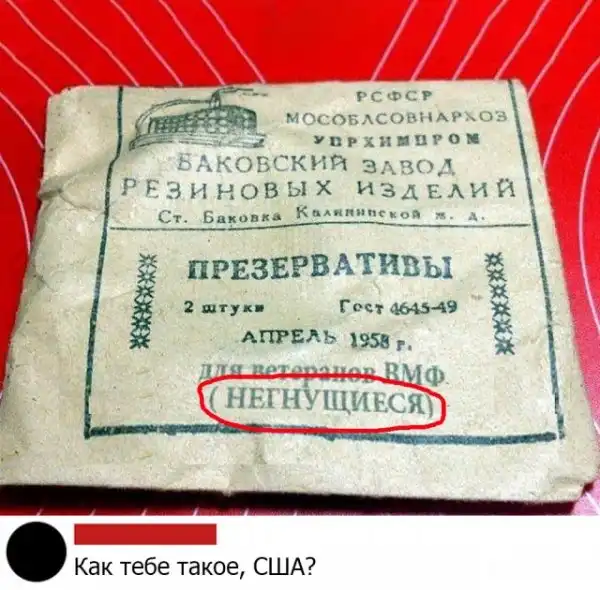 РСФСР
МОСОБЛСОВНАРХОЗ
УПРХИМПРОМ
БАКОВСКИЙ ЗАВОД
РЕЗИНОВЫХ ИЗДЕЛИЙ
Ст. Баковка Калининской ж. д.
ПРЕЗЕРВАТИВЫ
2 штуки Гост 4645-49
АПРЕЛЬ 1958 г.
для ветеранов ВМФ
(НЕГНУЩИЕСЯ)
Как тебе такое, США?